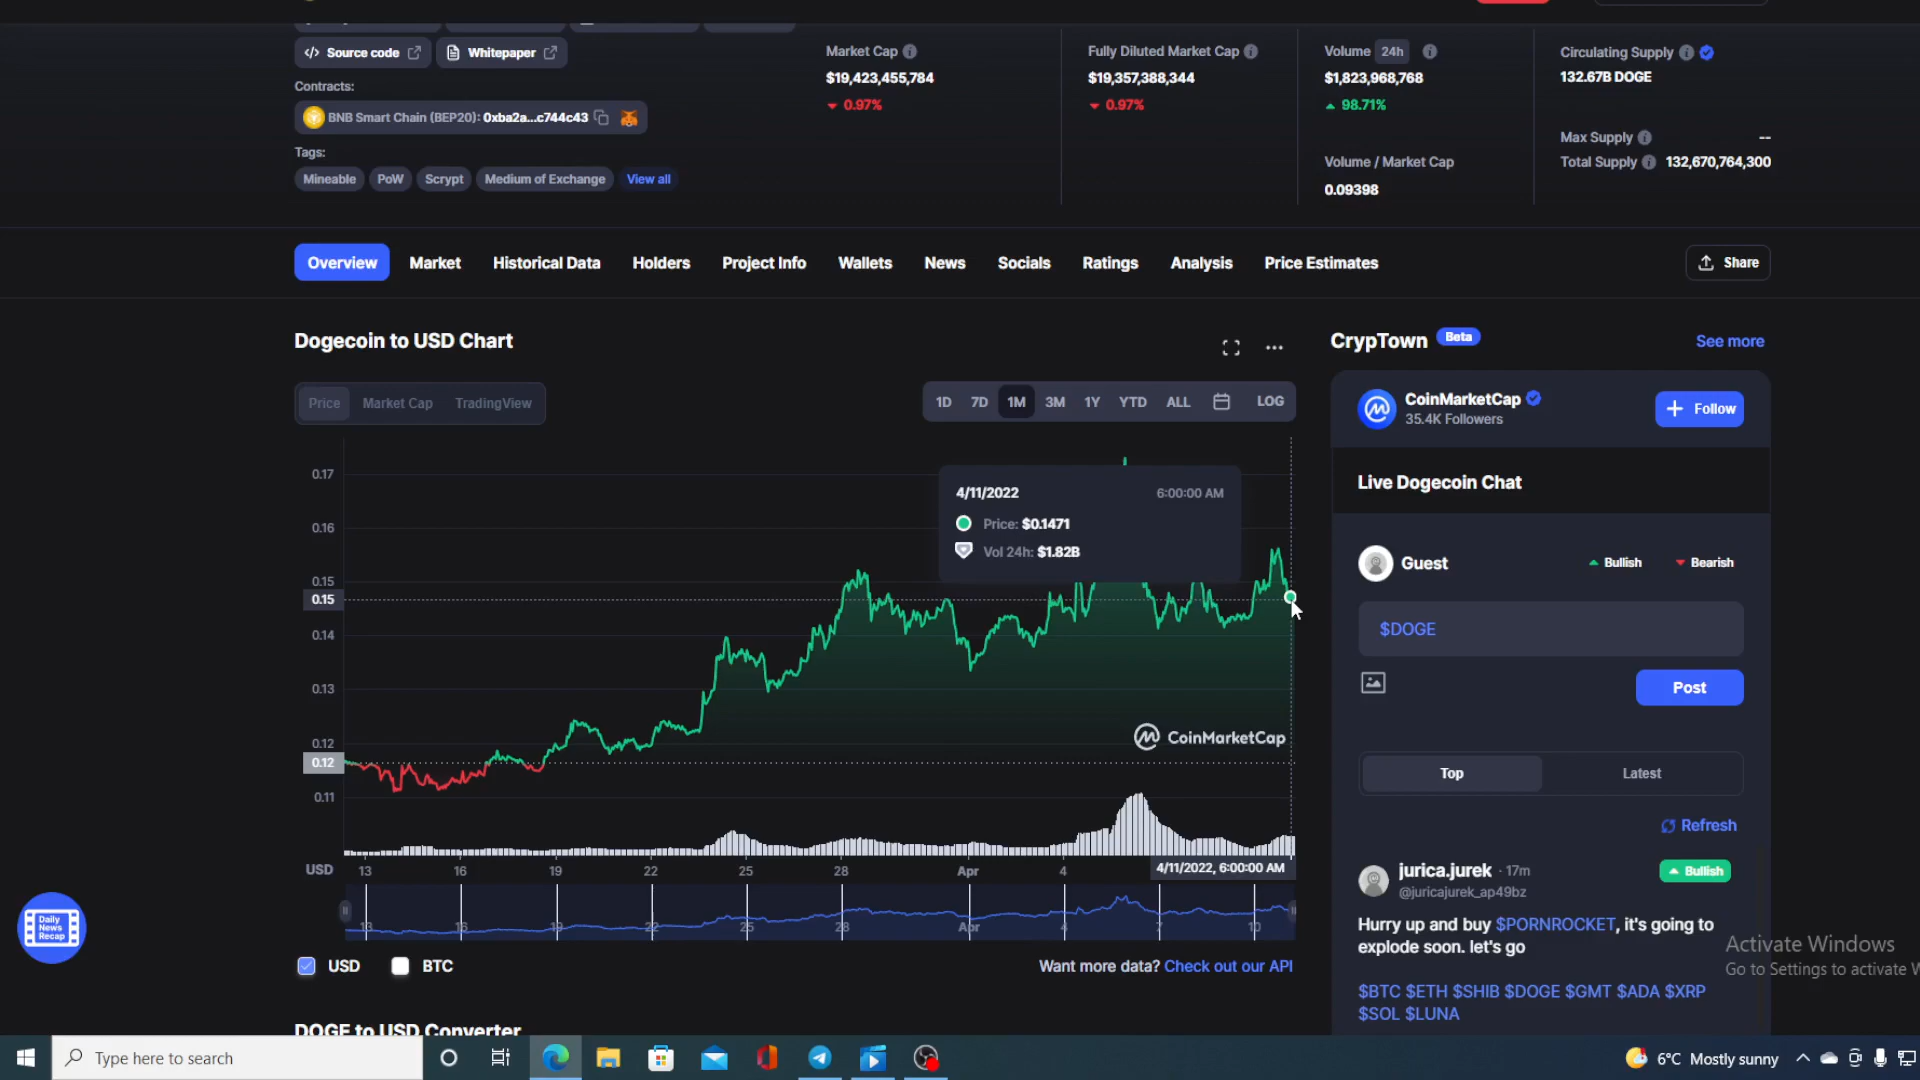 Source code
Whitepaper
Contracts:
BNB Smart Chain (BEP20): 0xba2a...c744c43
Tags:
Mineable
PoW
Scrypt
Medium of Exchange
View all
Market Cap
$19,423,455,784
0.97%
Fully Diluted Market Cap
$19,357,388,344
0.97%
Volume 24h
$1,823,968,768
98.71%
Volume / Market Cap
0.09398
Circulating Supply
132.67B DOGE
Max Supply --
Total Supply 132,670,764,300
Overview
Market
Historical Data
Holders
Project Info
Wallets
News
Socials
Ratings
Analysis
Price Estimates
Share
Dogecoin to USD Chart
Price
Market Cap
TradingView
1D
7D
1M
3M
1Y
YTD
ALL
LOG
0.17
0.16
0.15
0.15
0.14
0.13
0.12
0.12
0.11
4/11/2022 6:00:00 AM
Price: $0.1471
Vol 24h: $1.82B
CoinMarketCap
USD
13
16
19
22
25
28
Apr
4
4/11/2022, 6:00:00 AM
13
16
19
22
25
28
Apr
4
7
10
USD
BTC
Want more data? Check out our API
DOGE to USD Converter
Daily
News
Recap
CrypTown Beta
See more
CoinMarketCap
35.4K Followers
Follow
Live Dogecoin Chat
Guest
Bullish
Bearish
$DOGE
Post
Top
Latest
Refresh
jurica.jurek · 17m
@juricajurek_ap49bz
Bullish
Hurry up and buy $PORNROCKET, it's going to
explode soon. let's go
$BTC $ETH $SHIB $DOGE $GMT $ADA $XRP
$SOL $LUNA
Activate Windows
Go to Settings to activate W
Type here to search
6°C Mostly sunny